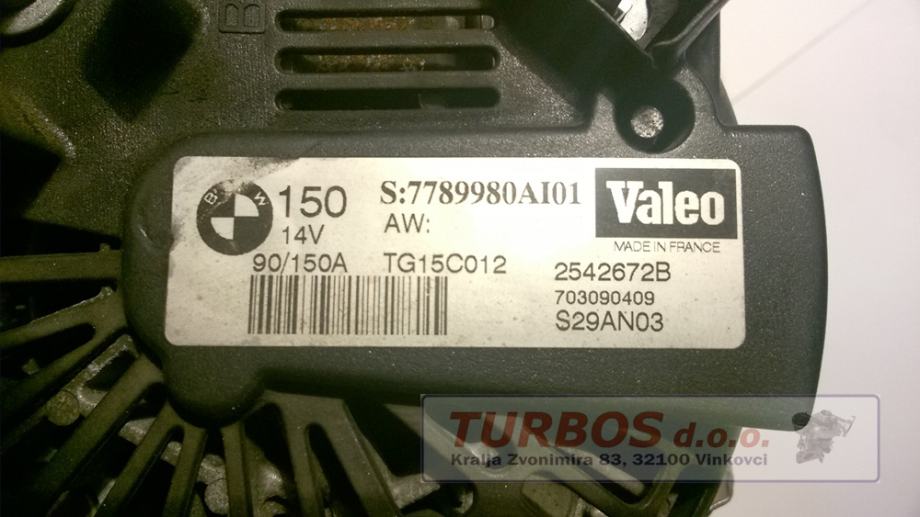 B
BMW
150
14V
90/150A
S:7789980AI01
AW:
TG15C012
Valeo
MADE IN FRANCE
2542672B
703090409
S29AN03
TURBOS d.o.o.
Kralja Zvonimira 83, 32100 Vinkovci